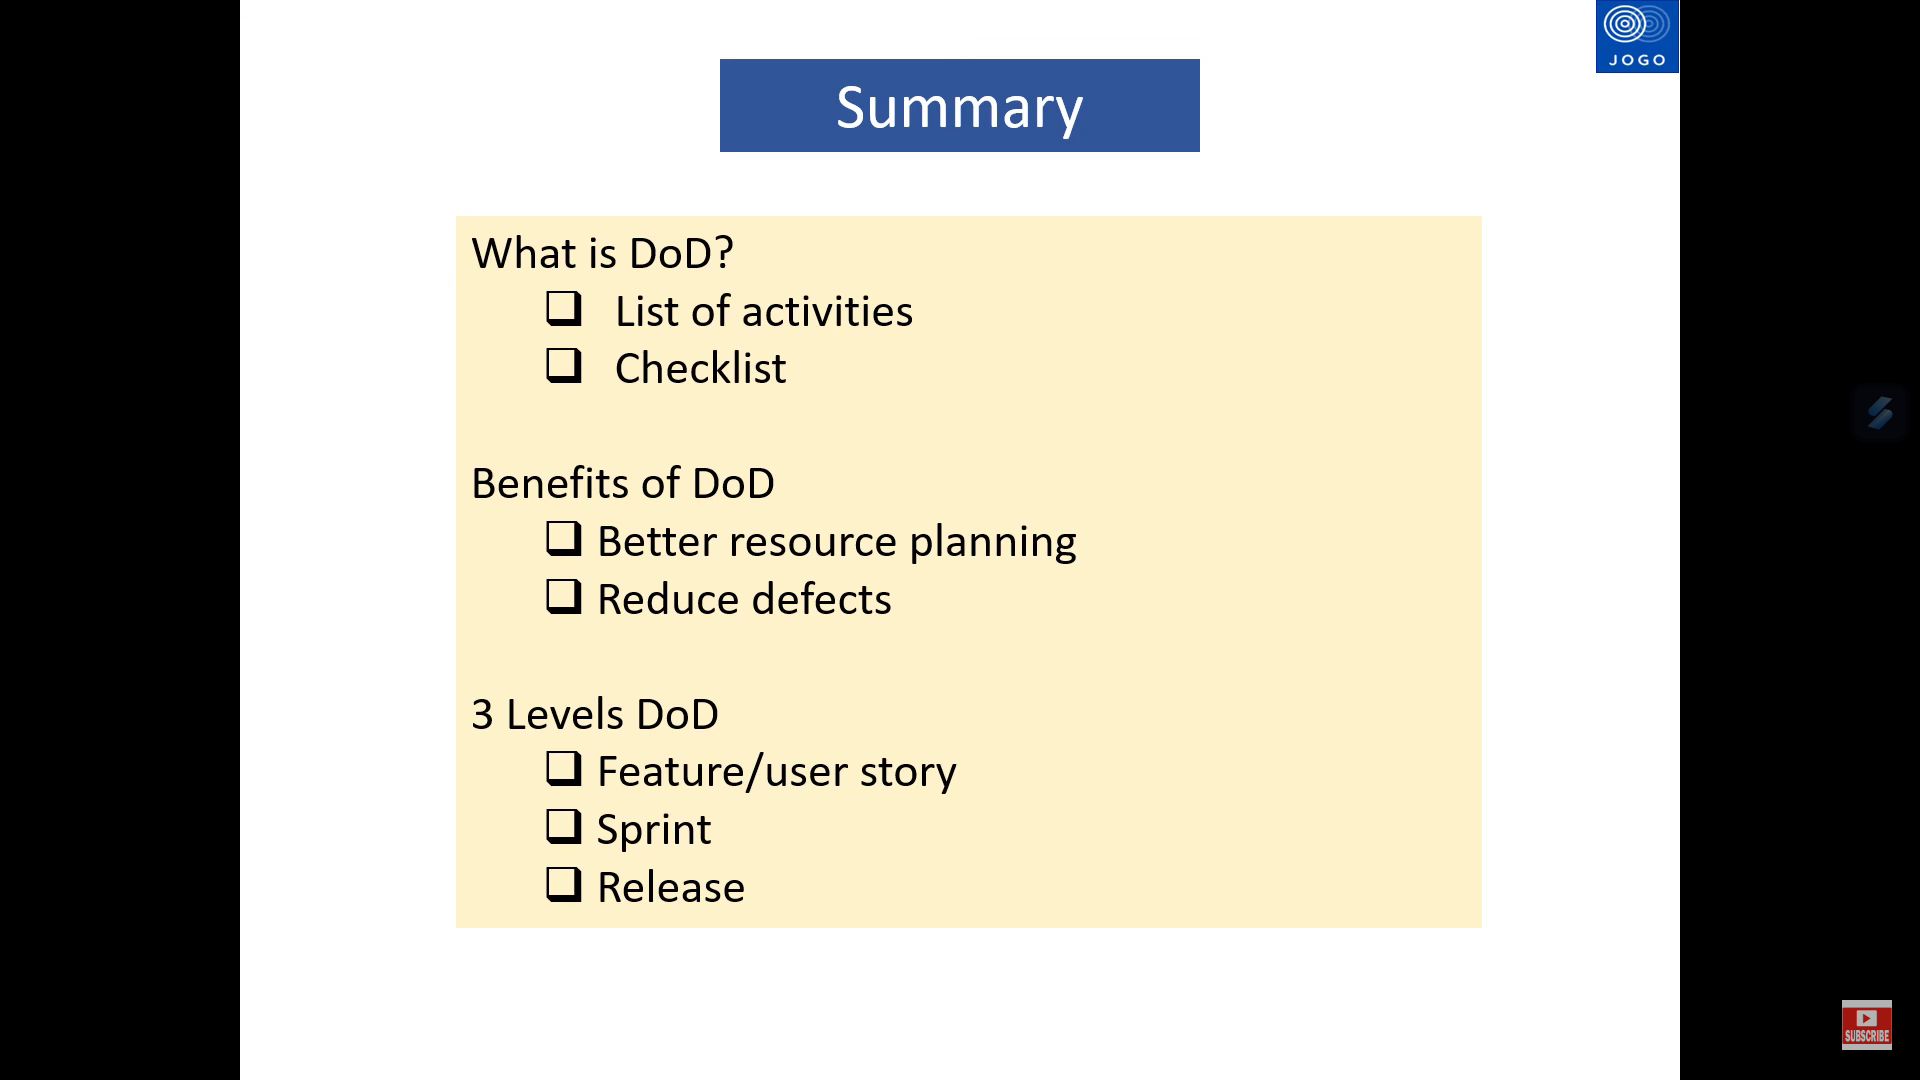 JOGO
Summary
What is DoD?
List of activities
Checklist
Benefits of DoD
Better resource planning
Reduce defects
3 Levels DoD
Feature/user story
Sprint
Release
SUBSCRIBE